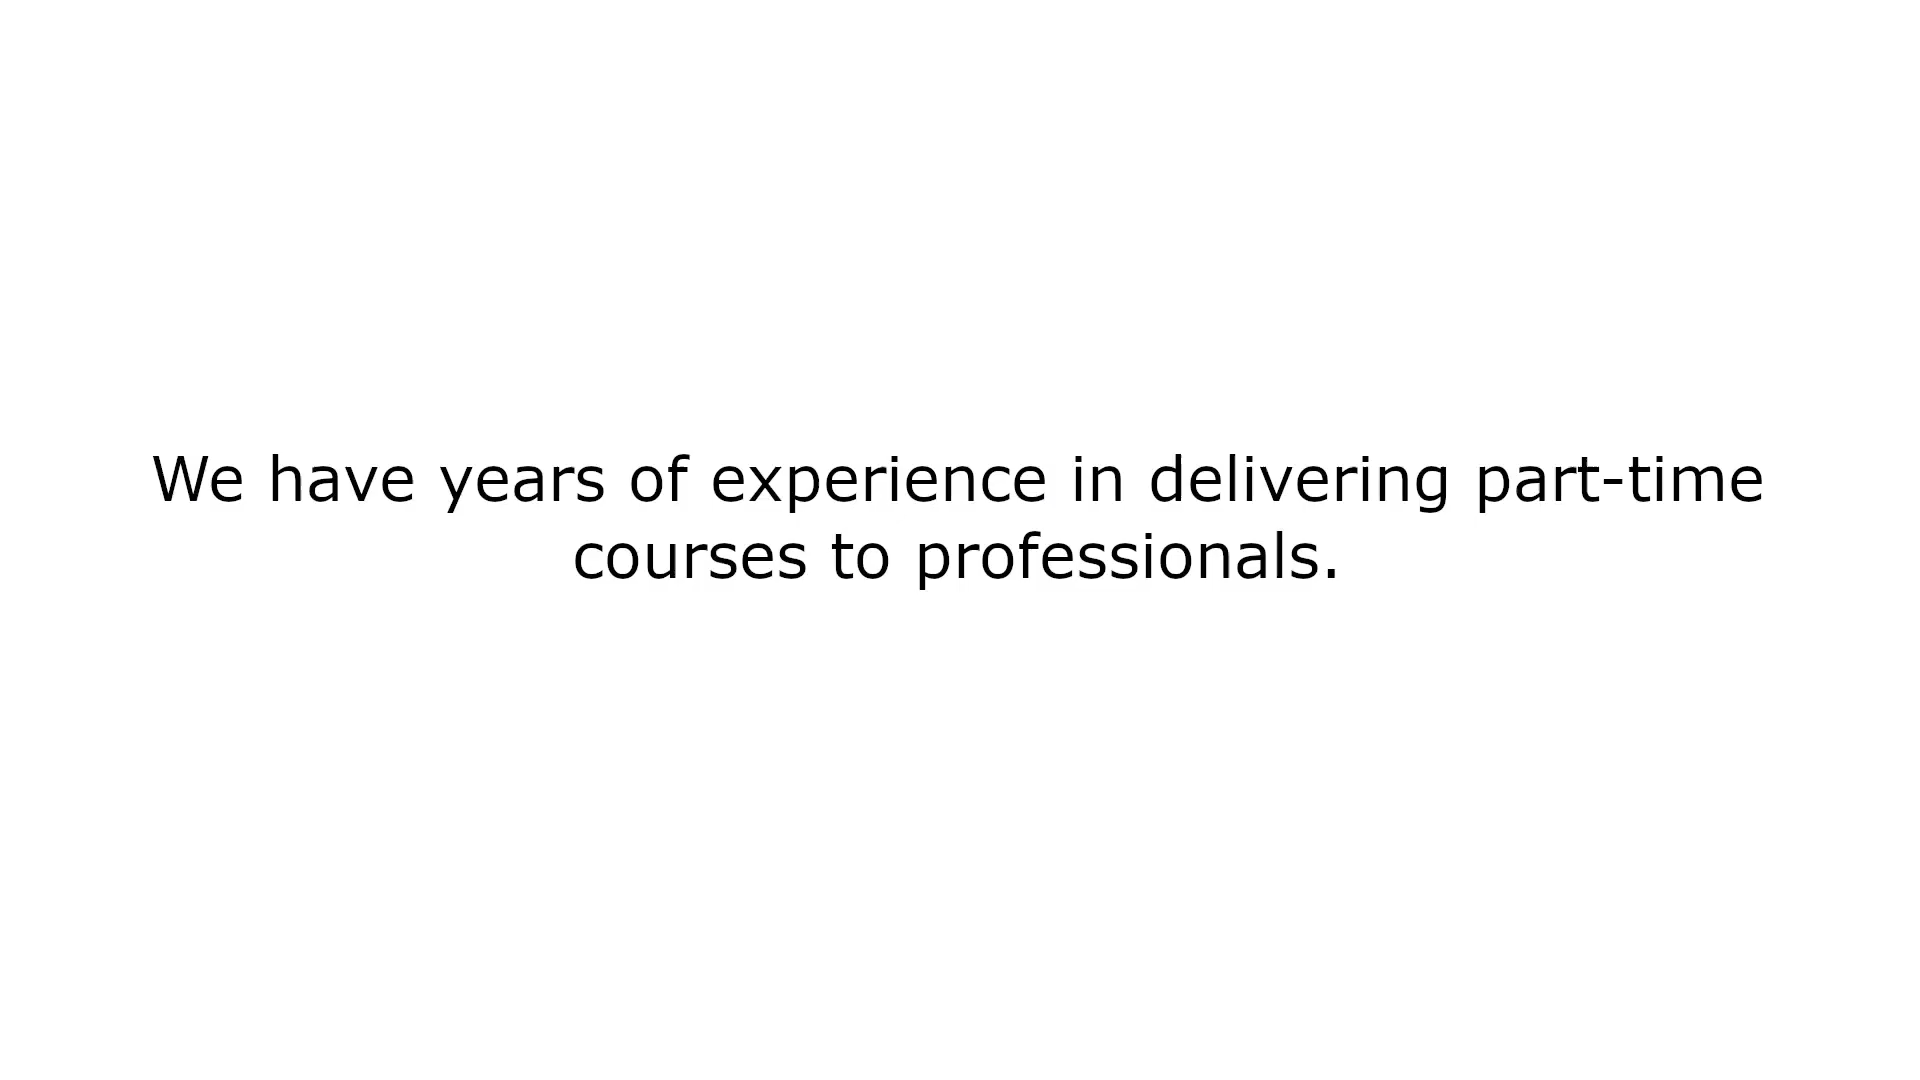 We have years of experience in delivering part-time
courses to professionals.